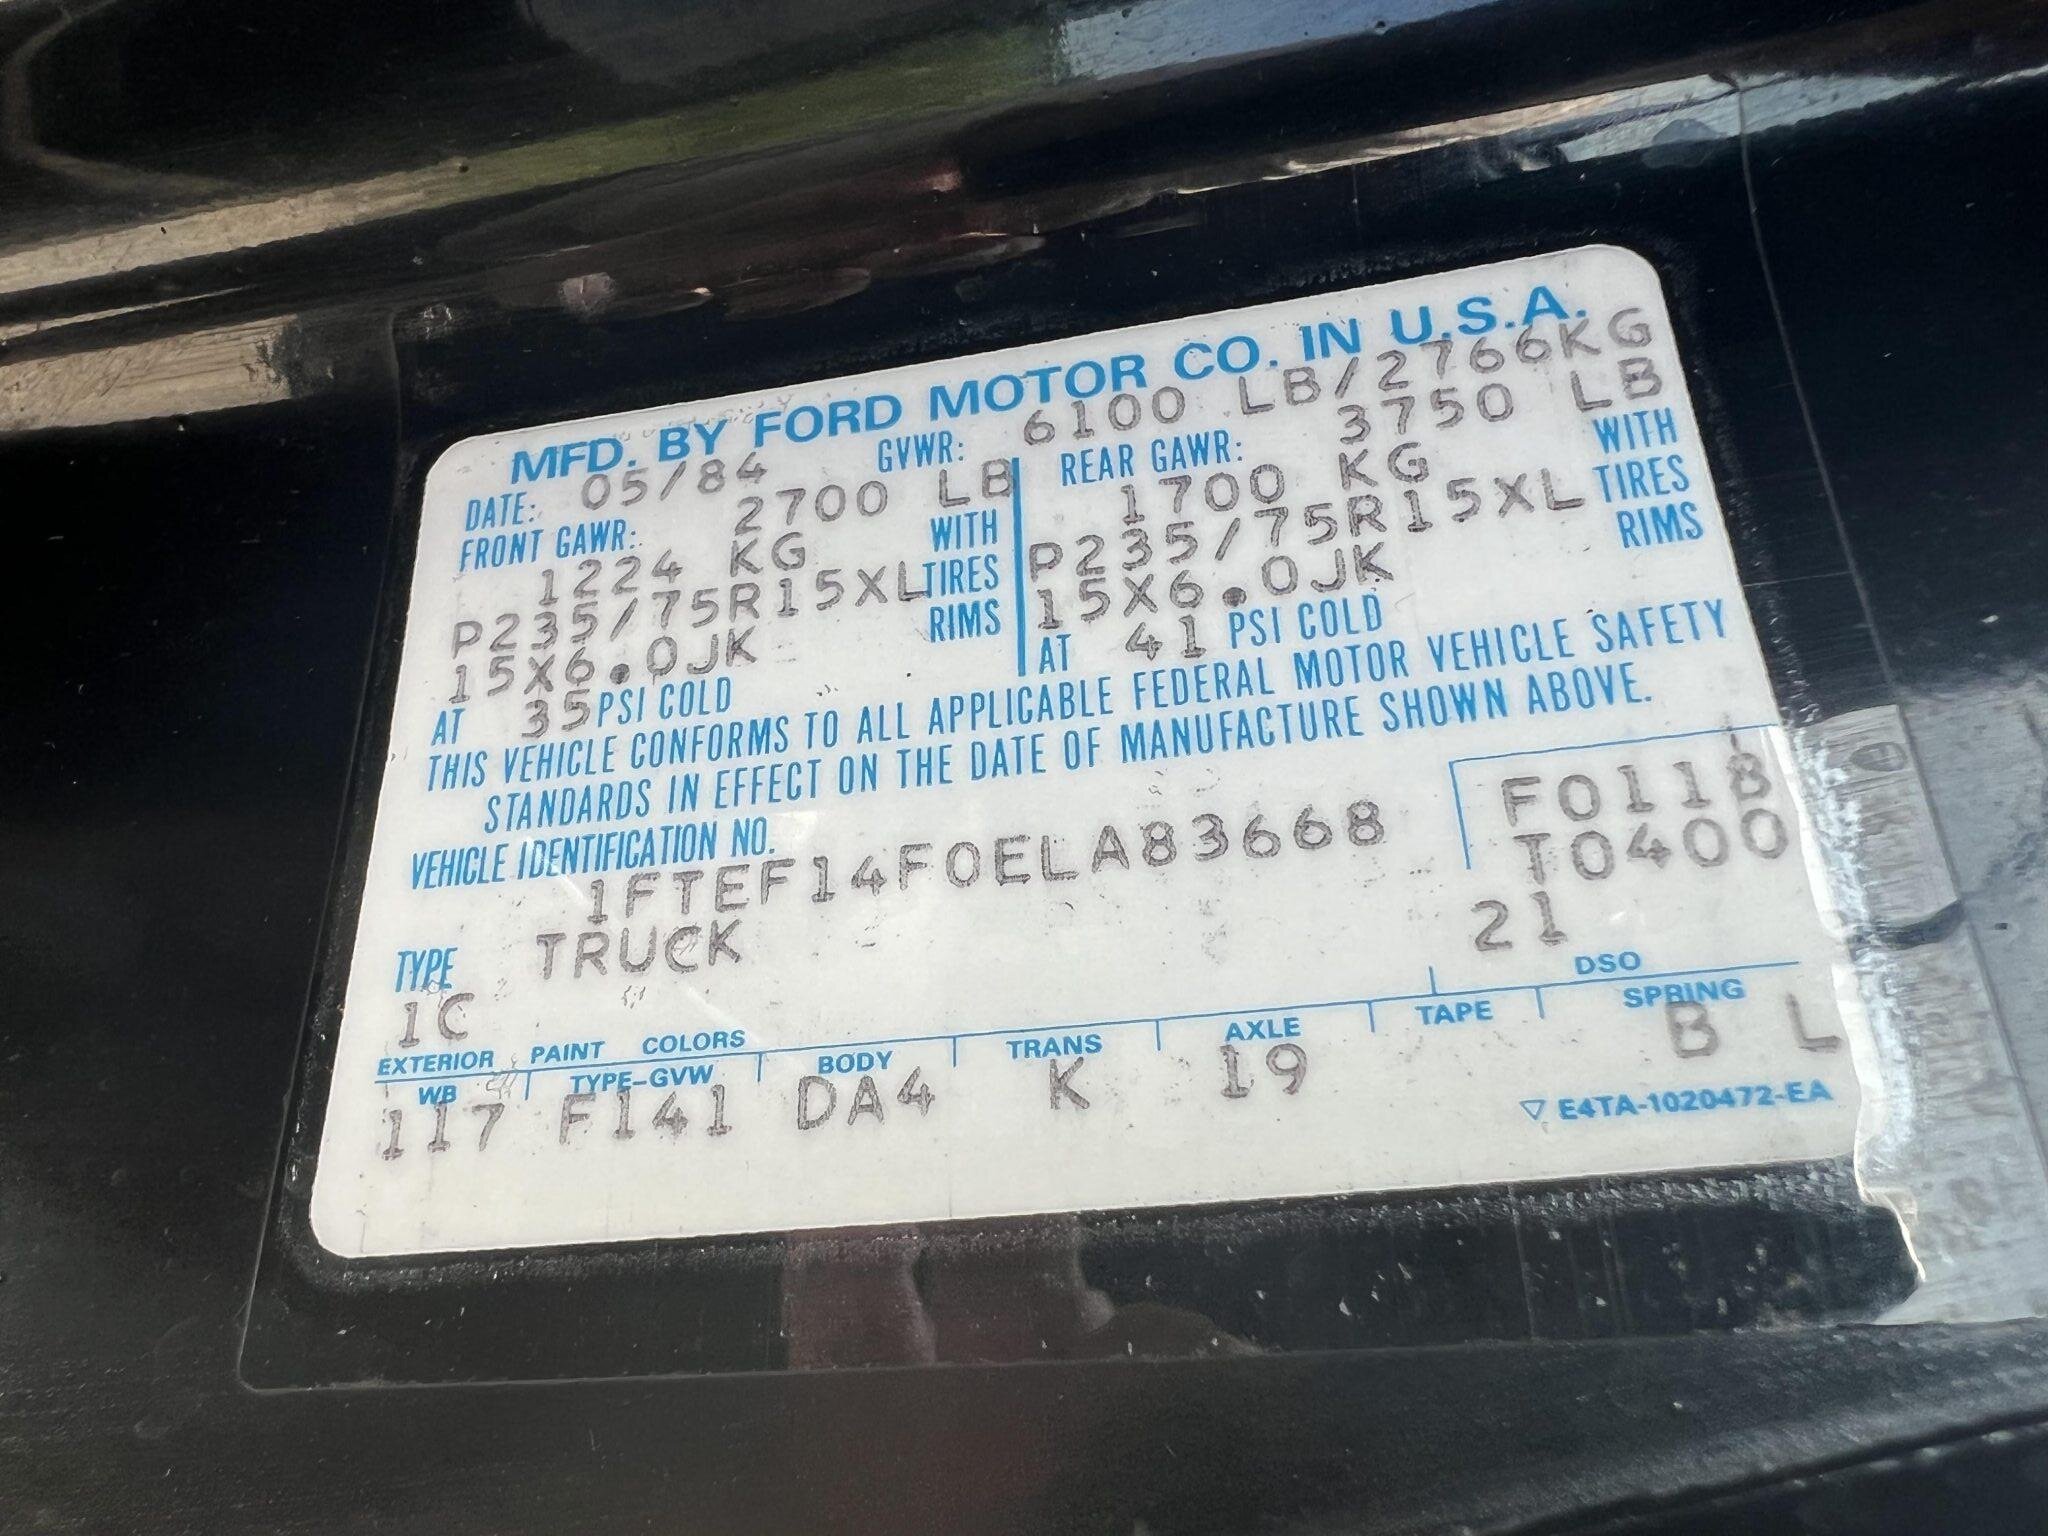 MFD. BY FORD MOTOR CO. IN U.S.A.
DATE: 05/84 GVWR: 6100 LB/2766KG
FRONT GAWR: 2700 LB
1224 KG WITH
P235/75R15XL TIRES
15X6.0JK RIMS
AT 35 PSI COLD
REAR GAWR: 3750 LB
1700 KG WITH
P235/75R15XL TIRES
15X6.0JK RIMS
AT 41 PSI COLD
THIS VEHICLE CONFORMS TO ALL APPLICABLE FEDERAL MOTOR VEHICLE SAFETY
STANDARDS IN EFFECT ON THE DATE OF MANUFACTURE SHOWN ABOVE.
VEHICLE IDENTIFICATION NO.
1FTEF14F0ELA83668
F0118
T0400
TYPE TRUCK
21
1C
DSO
EXTERIOR PAINT COLORS
WB TYPE-GVW BODY TRANS AXLE TAPE SPRING
117 F141 DA4 K 19 B L
E4TA-1020472-EA